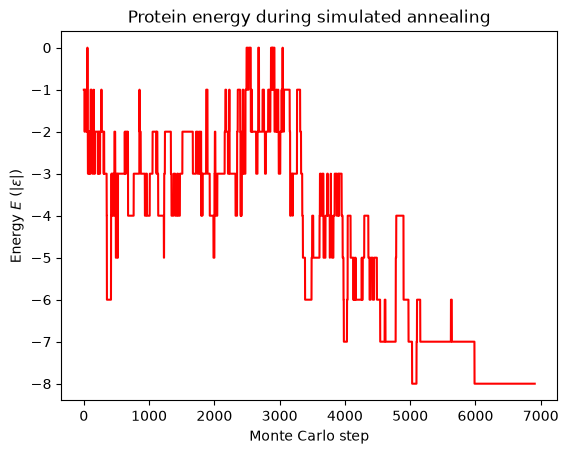 Protein energy during simulated annealing
Energy E (|ε|)
0
−1
−2
−3
−4
−5
−6
−7
−8
0 1000 2000 3000 4000 5000 6000 7000
Monte Carlo step